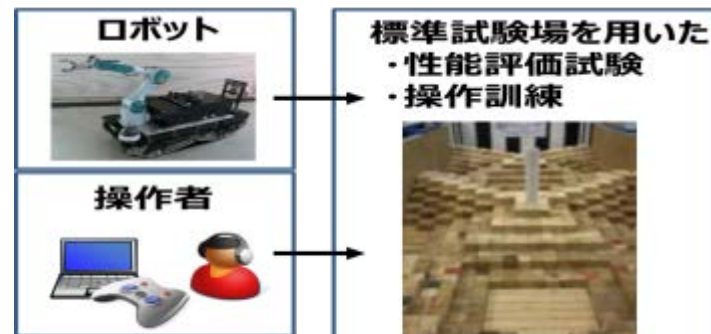 ロボット
操作者
標準試験場を用いた
・性能評価試験
・操作訓練